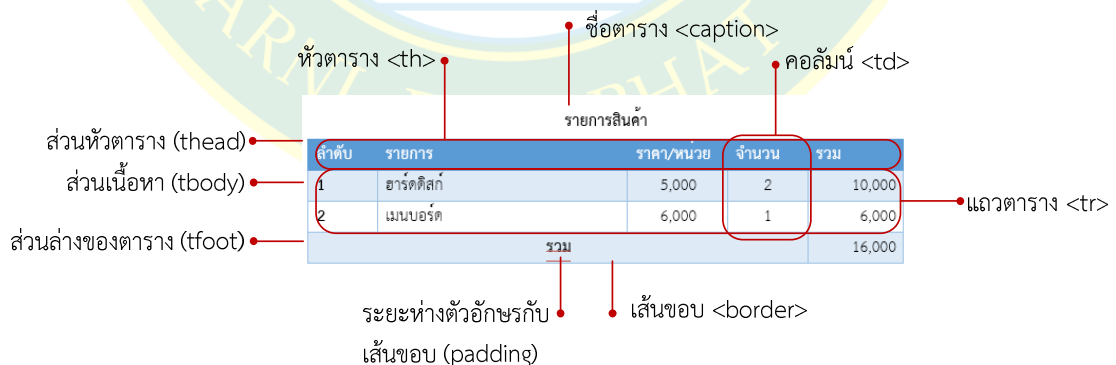 ชื่อตาราง <caption>
หัวตาราง <th>
คอลัมน์ <td>
รายการสินค้า
ส่วนหัวตาราง (thead)
ลำดับ รายการ ราคา/หน่วย จำนวน รวม
ส่วนเนื้อหา (tbody)
1 ฮาร์ดดิสก์ 5,000 2 10,000
แถวตาราง <tr>
2 เมนบอร์ด 6,000 1 6,000
ส่วนล่างของตาราง (tfoot)
รวม 16,000
ระยะห่างตัวอักษรกับ
เส้นขอบ (padding)
เส้นขอบ <border>